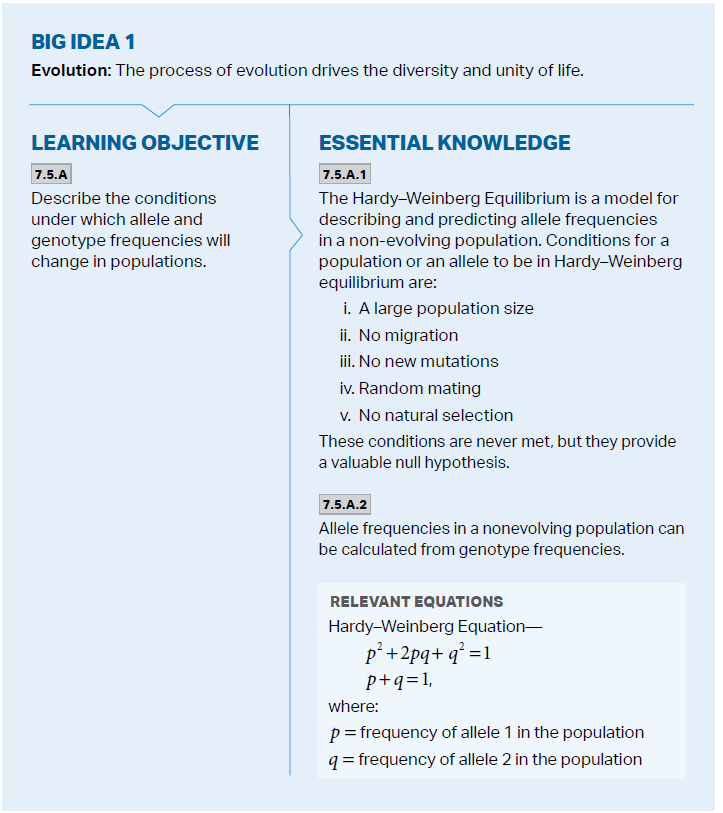 BIG IDEA 1
Evolution: The process of evolution drives the diversity and unity of life.
LEARNING OBJECTIVE
7.5.A
Describe the conditions
under which allele and
genotype frequencies will
change in populations.
ESSENTIAL KNOWLEDGE
7.5.A.1
The Hardy–Weinberg Equilibrium is a model for
describing and predicting allele frequencies
in a non-evolving population. Conditions for a
population or an allele to be in Hardy–Weinberg
equilibrium are:
i. A large population size
ii. No migration
iii. No new mutations
iv. Random mating
v. No natural selection
These conditions are never met, but they provide
a valuable null hypothesis.
7.5.A.2
Allele frequencies in a nonevolving population can
be calculated from genotype frequencies.
RELEVANT EQUATIONS
Hardy–Weinberg Equation—
p²+2pq+ q² =1
p+q=1,
where:
p = frequency of allele 1 in the population
q = frequency of allele 2 in the population